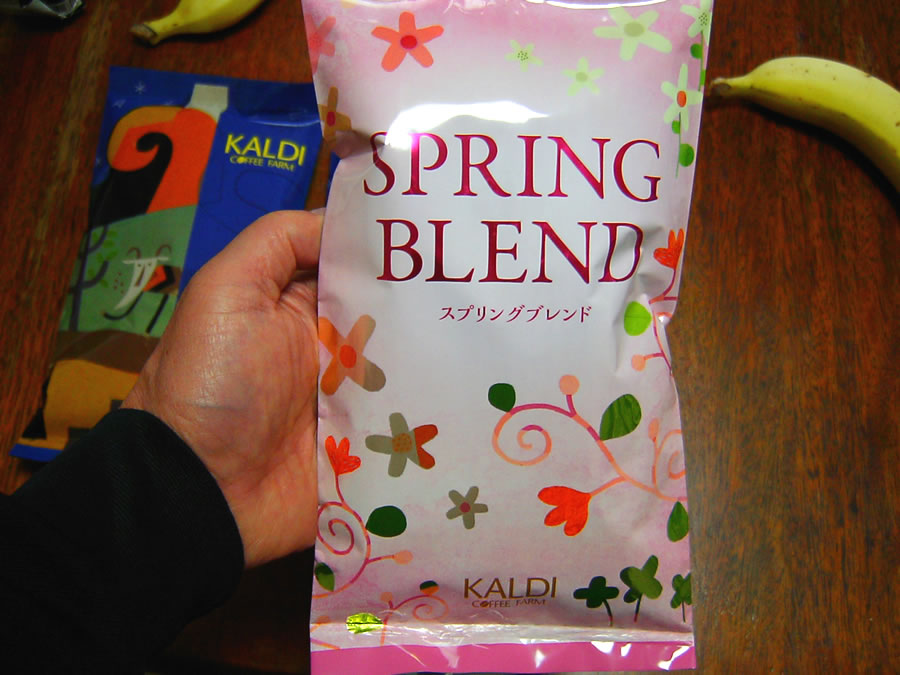 KALDI
COFFEE FARM
SPRING
BLEND
スプリングブレンド
KALDI
COFFEE FARM